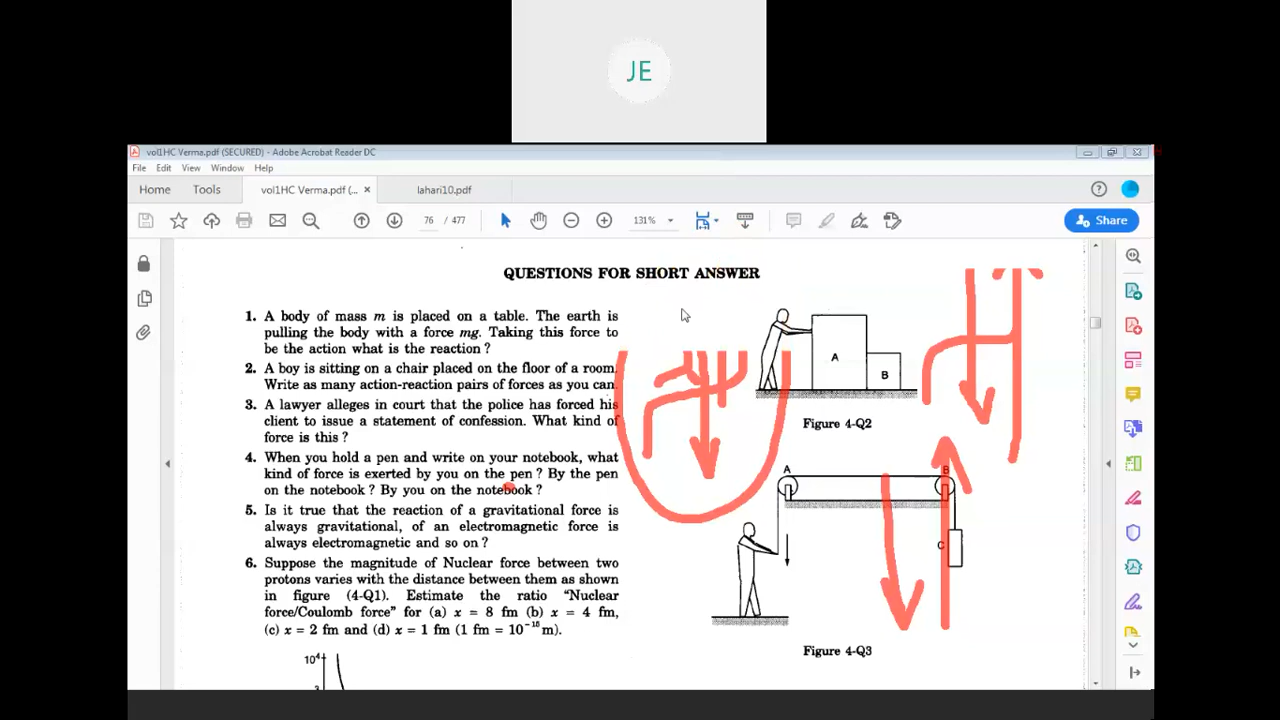 JE
vol1HC Verma.pdf (SECURED) - Adobe Acrobat Reader DC
File Edit View Window Help
Home Tools vol1HC Verma.pdf (... × lahari10.pdf
76 / 477 131% Share
QUESTIONS FOR SHORT ANSWER
1. A body of mass m is placed on a table. The earth is
pulling the body with a force mg. Taking this force to
be the action what is the reaction ?
2. A boy is sitting on a chair placed on the floor of a room.
Write as many action-reaction pairs of forces as you can.
3. A lawyer alleges in court that the police has forced his
client to issue a statement of confession. What kind of
force is this ?
4. When you hold a pen and write on your notebook, what
kind of force is exerted by you on the pen ? By the pen
on the notebook ? By you on the notebook ?
5. Is it true that the reaction of a gravitational force is
always gravitational, of an electromagnetic force is
always electromagnetic and so on ?
6. Suppose the magnitude of Nuclear force between two
protons varies with the distance between them as shown
in figure (4-Q1). Estimate the ratio “Nuclear
force/Coulomb force” for (a) x = 8 fm (b) x = 4 fm,
(c) x = 2 fm and (d) x = 1 fm (1 fm = 10⁻¹⁵ m).
10⁴
3
A
B
Figure 4-Q2
A B
C
Figure 4-Q3